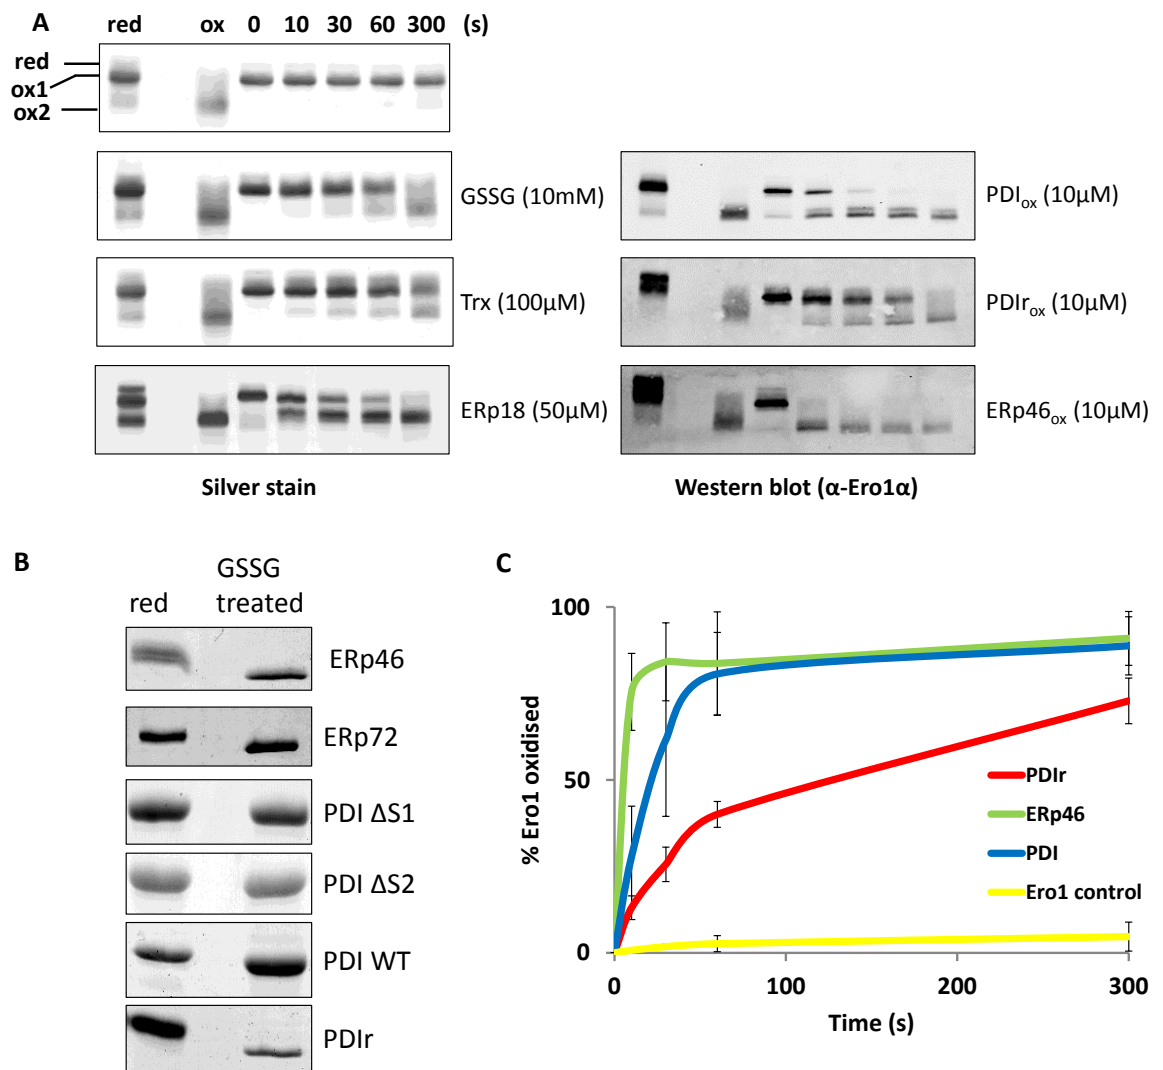 A
red ox 0 10 30 60 300 (s)
red
ox1
ox2
GSSG (10mM)
Trx (100µM)
ERp18 (50µM)
Silver stain
PDIox (10µM)
PDIrox (10µM)
ERp46ox (10µM)
Western blot (α-Ero1α)
B
GSSG
red treated
ERp46
ERp72
PDI ΔS1
PDI ΔS2
PDI WT
PDIr
C
100
50
0
% Ero1 oxidised
PDIr
ERp46
PDI
Ero1 control
0 100 200 300
Time (s)